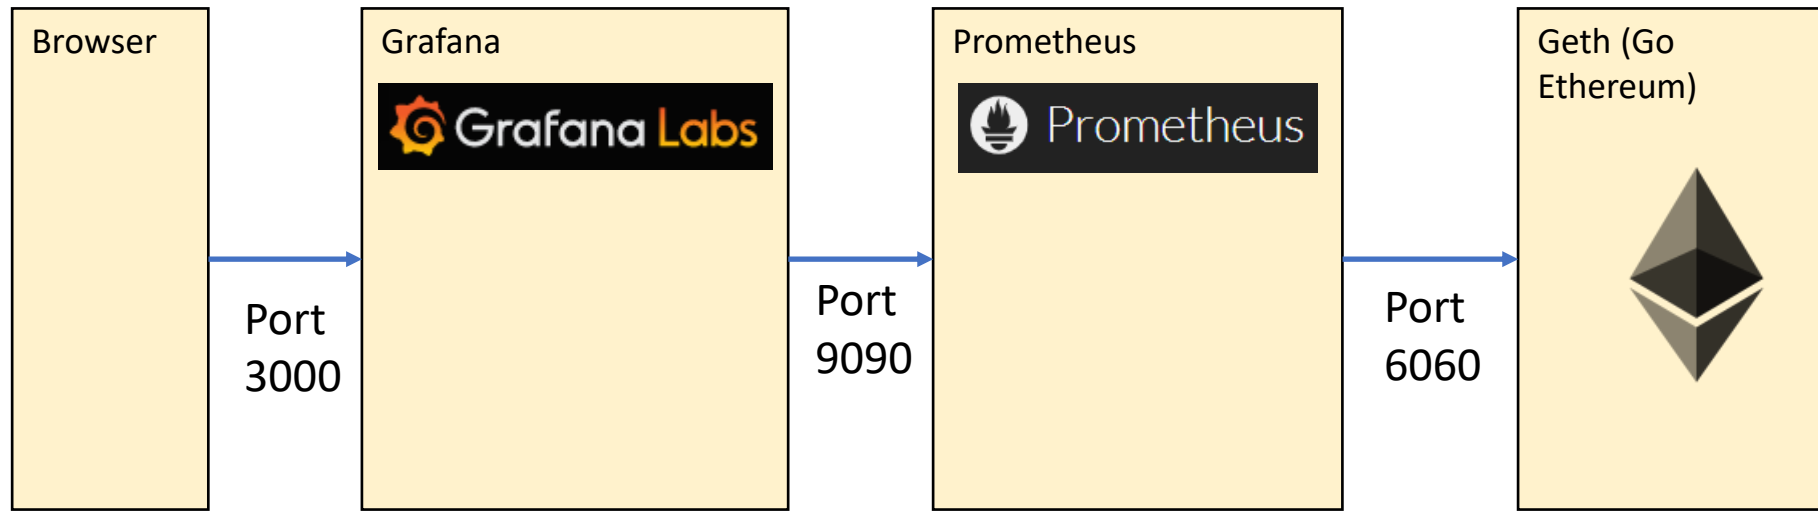 Browser
Grafana
Grafana Labs
Prometheus
Prometheus
Geth (Go
Ethereum)
Port
3000
Port
9090
Port
6060